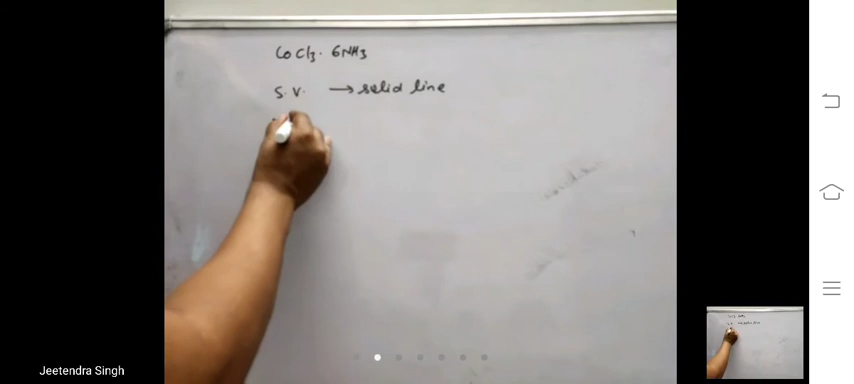 CoCl3. 6NH3
S.V. → solid line
Jeetendra Singh